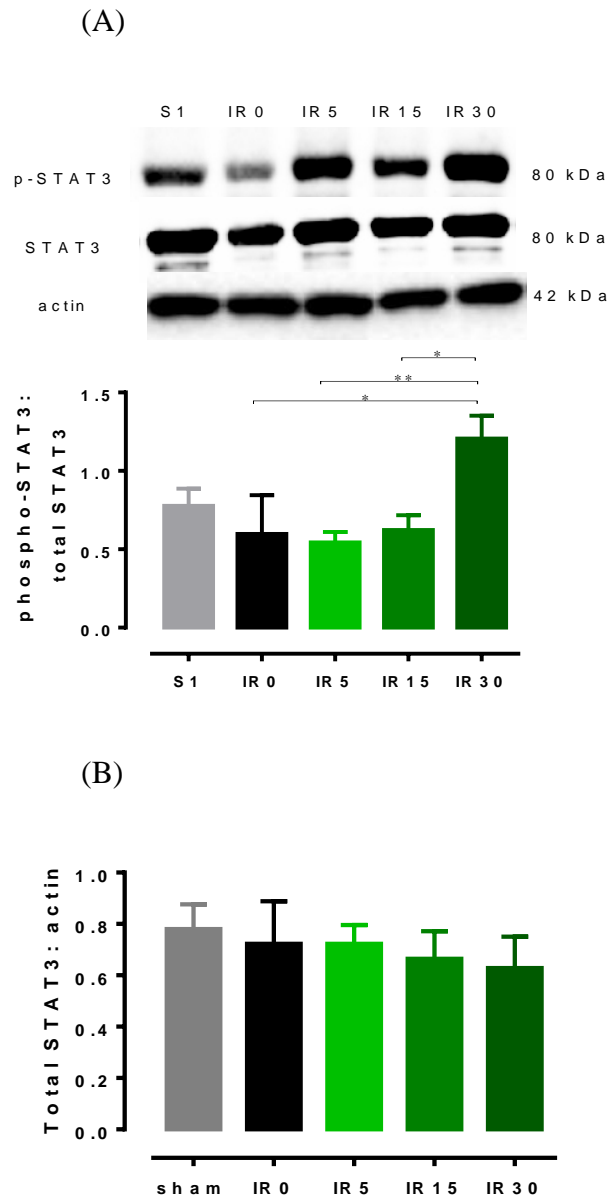 (A)
S1 IR 0 IR 5 IR 15 IR 30
p-STAT3 80 kDa
STAT3 80 kDa
actin 42 kDa
*
**
*
phospho-STAT3:
total STAT3
1.5
1.0
0.5
0.0
S1 IR 0 IR 5 IR 15 IR 30
(B)
Total STAT3: actin
1.0
0.8
0.6
0.4
0.2
0.0
sham IR 0 IR 5 IR 15 IR 30